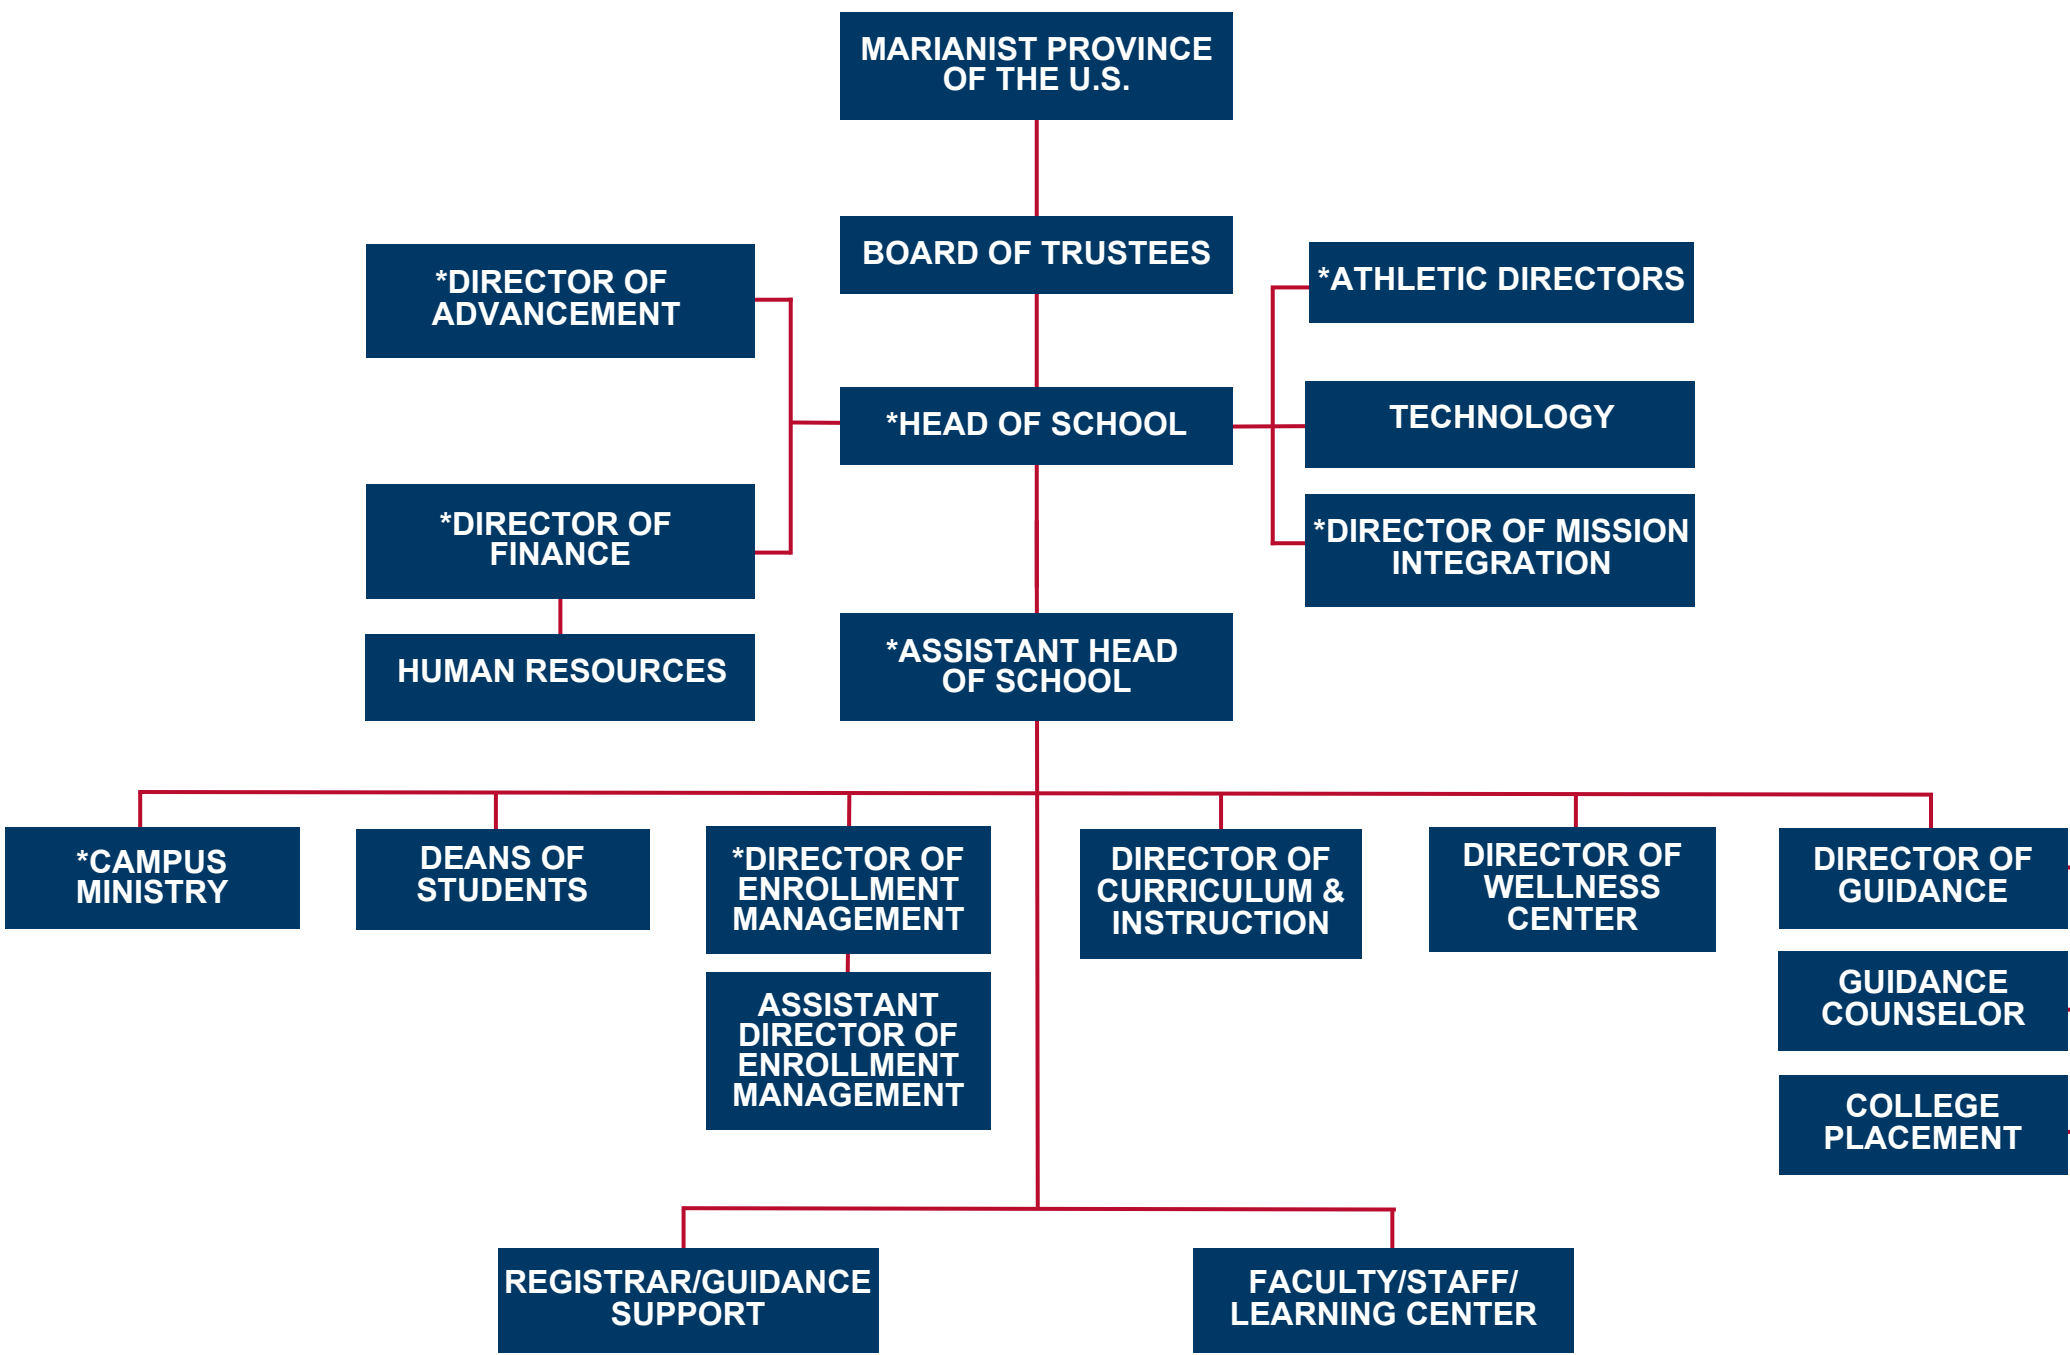 MARIANIST PROVINCE
OF THE U.S.
BOARD OF TRUSTEES
*DIRECTOR OF
ADVANCEMENT
*ATHLETIC DIRECTORS
*HEAD OF SCHOOL
TECHNOLOGY
*DIRECTOR OF
FINANCE
*DIRECTOR OF MISSION
INTEGRATION
HUMAN RESOURCES
*ASSISTANT HEAD
OF SCHOOL
*CAMPUS
MINISTRY
DEANS OF
STUDENTS
*DIRECTOR OF
ENROLLMENT
MANAGEMENT
DIRECTOR OF
CURRICULUM &
INSTRUCTION
DIRECTOR OF
WELLNESS
CENTER
DIRECTOR OF
GUIDANCE
ASSISTANT
DIRECTOR OF
ENROLLMENT
MANAGEMENT
GUIDANCE
COUNSELOR
COLLEGE
PLACEMENT
REGISTRAR/GUIDANCE
SUPPORT
FACULTY/STAFF/
LEARNING CENTER